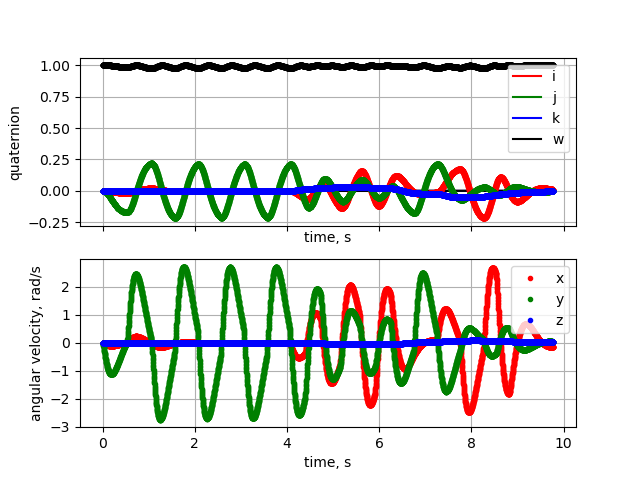 1.00
0.75
0.50
0.25
0.00
−0.25
quaternion
i
j
k
w
time, s
2
1
0
−1
−2
−3
angular velocity, rad/s
x
y
z
0
2
4
6
8
10
time, s